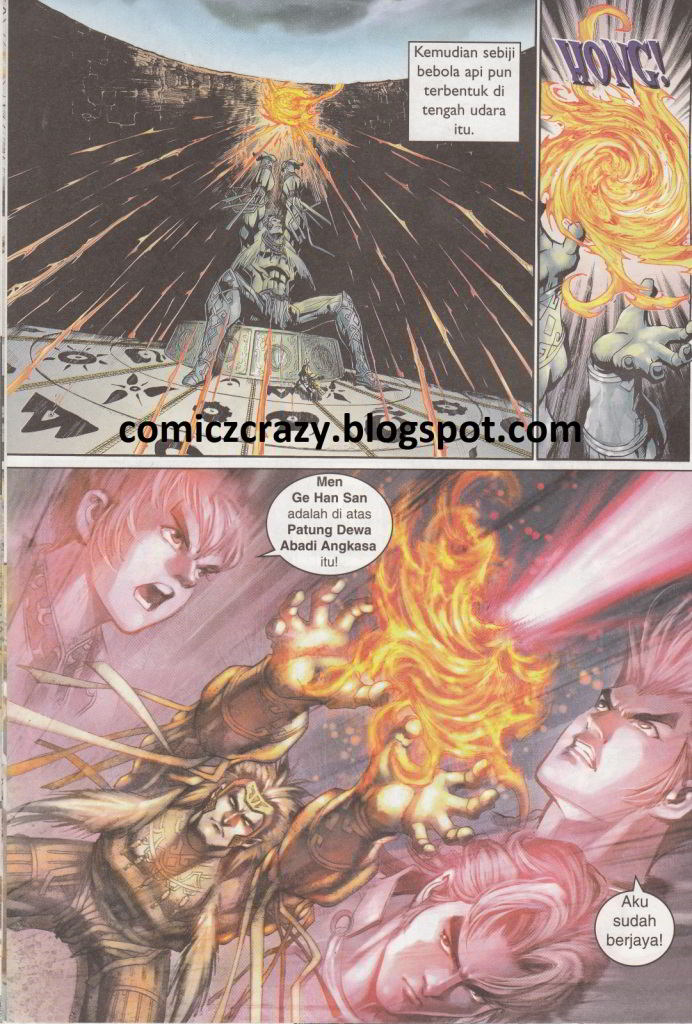 Kemudian sebiji
bebola api pun
terbentuk di
tengah udara
itu.
HONG!
comiczcrazy.blogspot.com
Men
Ge Han San
adalah di atas
Patung Dewa
Abadi Angkasa
itu!
Aku
sudah
berjaya!